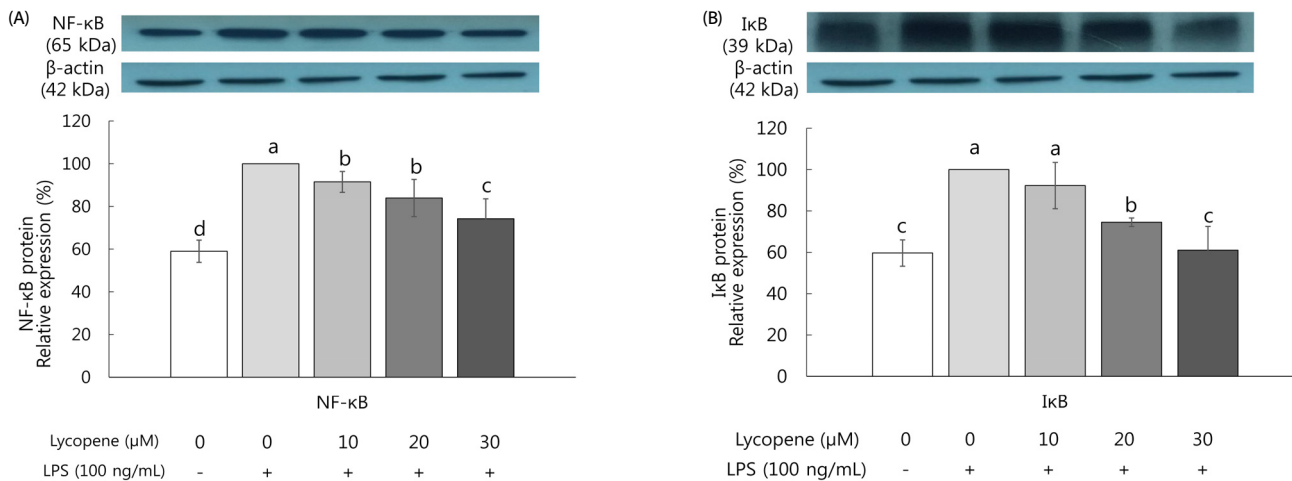 (A)
NF-κB
(65 kDa)
β-actin
(42 kDa)
120
100
80
60
40
20
0
NF-κB protein
Relative expression (%)
d
a
b
b
c
NF-κB
Lycopene (μM) 0 0 10 20 30
LPS (100 ng/mL) - + + + +
(B)
IκB
(39 kDa)
β-actin
(42 kDa)
120
100
80
60
40
20
0
IκB protein
Relative expression (%)
c
a
a
b
c
IκB
Lycopene (μM) 0 0 10 20 30
LPS (100 ng/mL) - + + + +